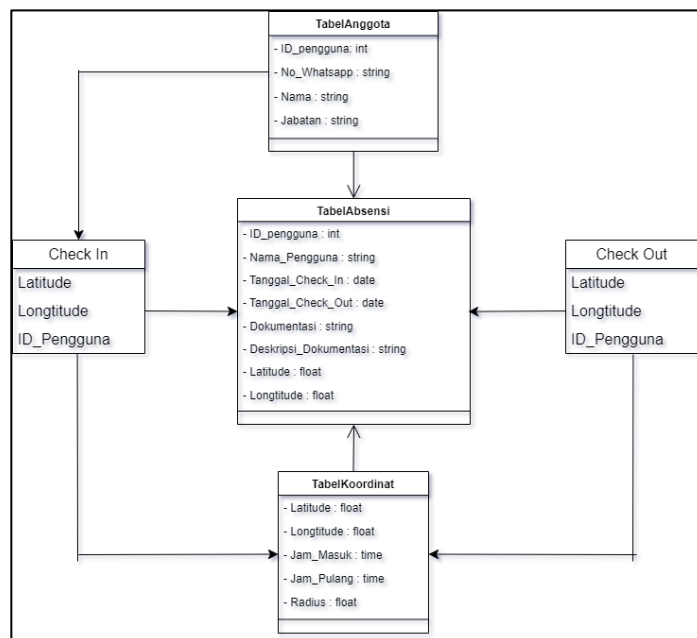 TabelAnggota
- ID_pengguna: int
- No_Whatsapp : string
- Nama : string
- Jabatan : string
TabelAbsensi
- ID_pengguna : int
- Nama_Pengguna : string
- Tanggal_Check_In : date
- Tanggal_Check_Out : date
- Dokumentasi : string
- Deskripsi_Dokumentasi : string
- Latitude : float
- Longtitude : float
Check In
Latitude
Longtitude
ID_Pengguna
Check Out
Latitude
Longtitude
ID_Pengguna
TabelKoordinat
- Latitude : float
- Longtitude : float
- Jam_Masuk : time
- Jam_Pulang : time
- Radius : float